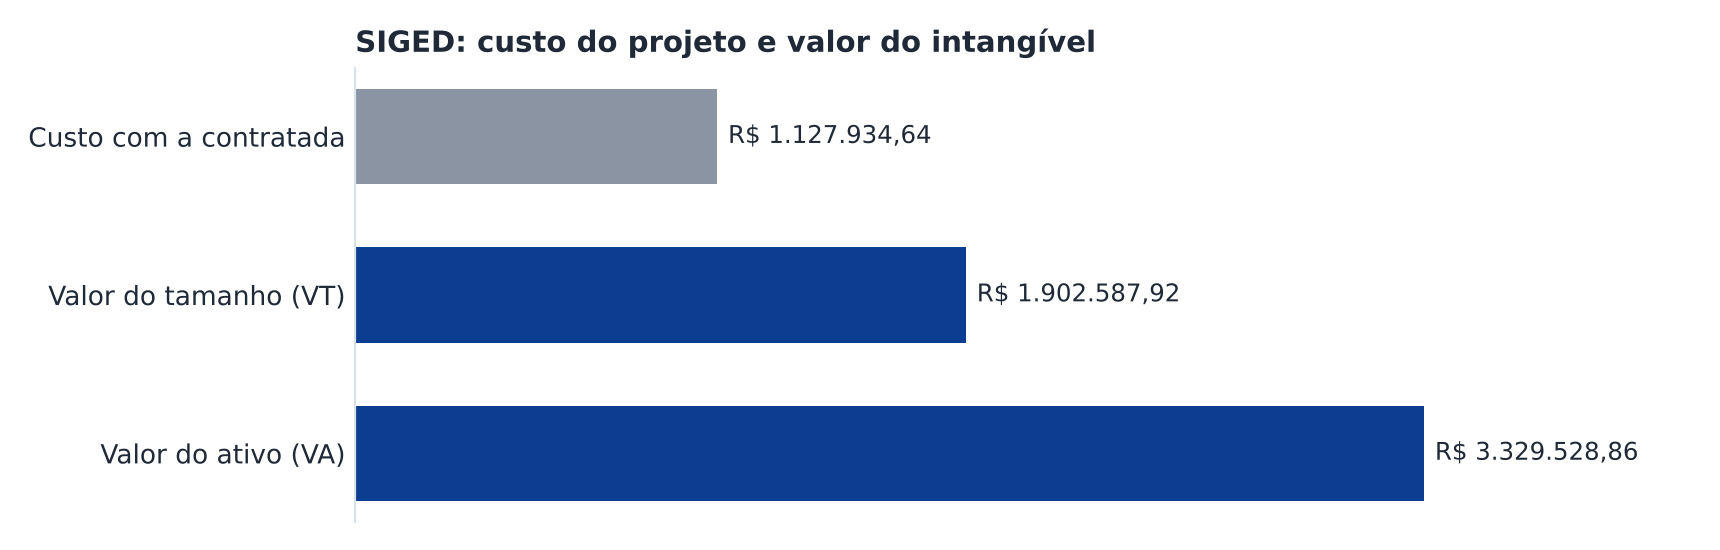 SIGED: custo do projeto e valor do intangível
Custo com a contratada
R$ 1.127.934,64
Valor do tamanho (VT)
R$ 1.902.587,92
Valor do ativo (VA)
R$ 3.329.528,86